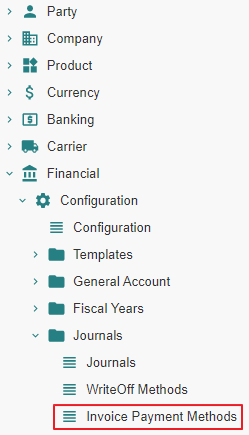 Party
Company
Product
Currency
Banking
Carrier
Financial
Configuration
Configuration
Templates
General Account
Fiscal Years
Journals
Journals
WriteOff Methods
Invoice Payment Methods